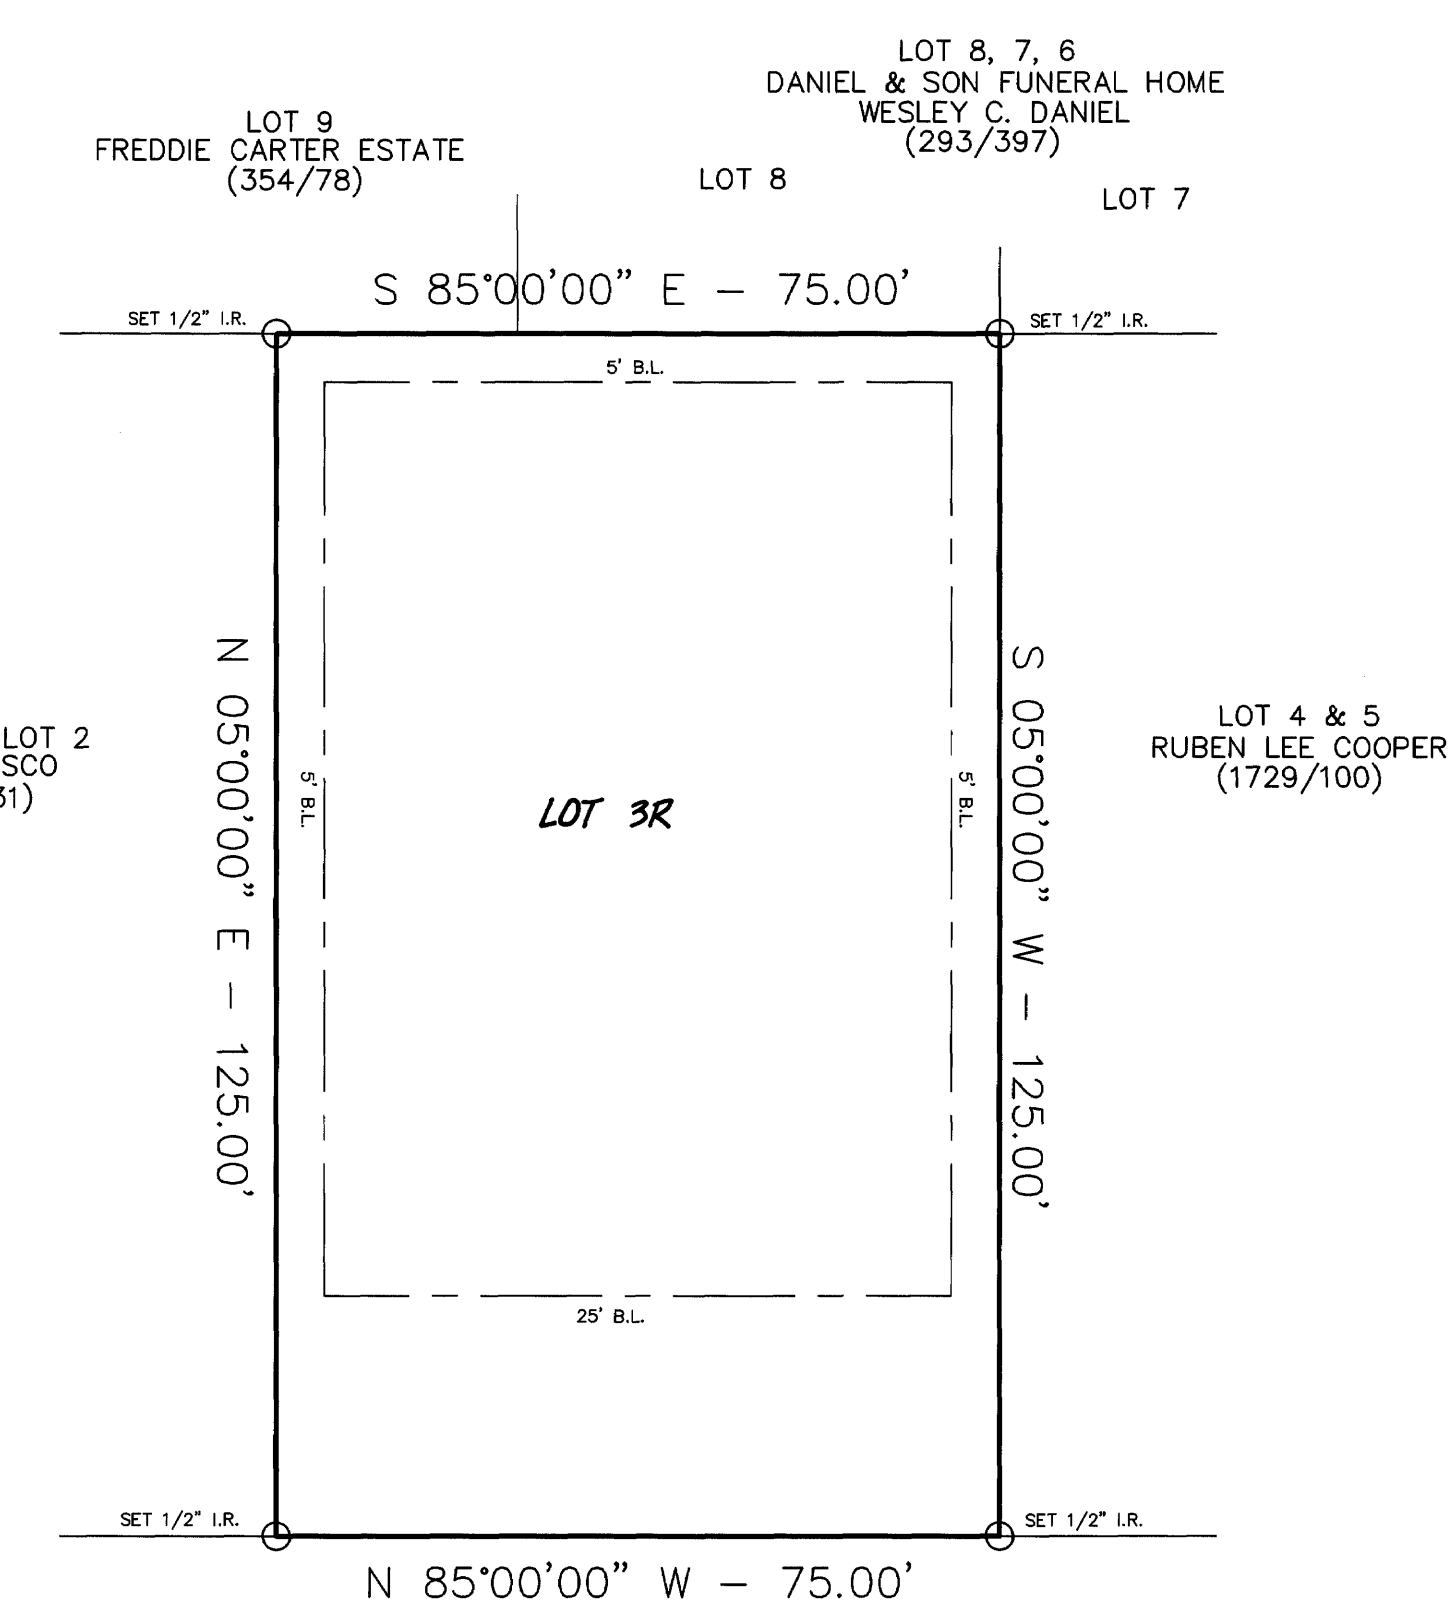 LOT 8, 7, 6
DANIEL & SON FUNERAL HOME
WESLEY C. DANIEL
(293/397)
LOT 9
FREDDIE CARTER ESTATE
(354/78)
LOT 8
LOT 7
S 85°00'00" E - 75.00'
SET 1/2" I.R.
SET 1/2" I.R.
5' B.L.
N 05°00'00" E - 125.00'
S 05°00'00" W - 125.00'
LOT 2
SCO
31)
5' B.L.
LOT 3R
5' B.L.
LOT 4 & 5
RUBEN LEE COOPER
(1729/100)
25' B.L.
SET 1/2" I.R.
SET 1/2" I.R.
N 85°00'00" W - 75.00'